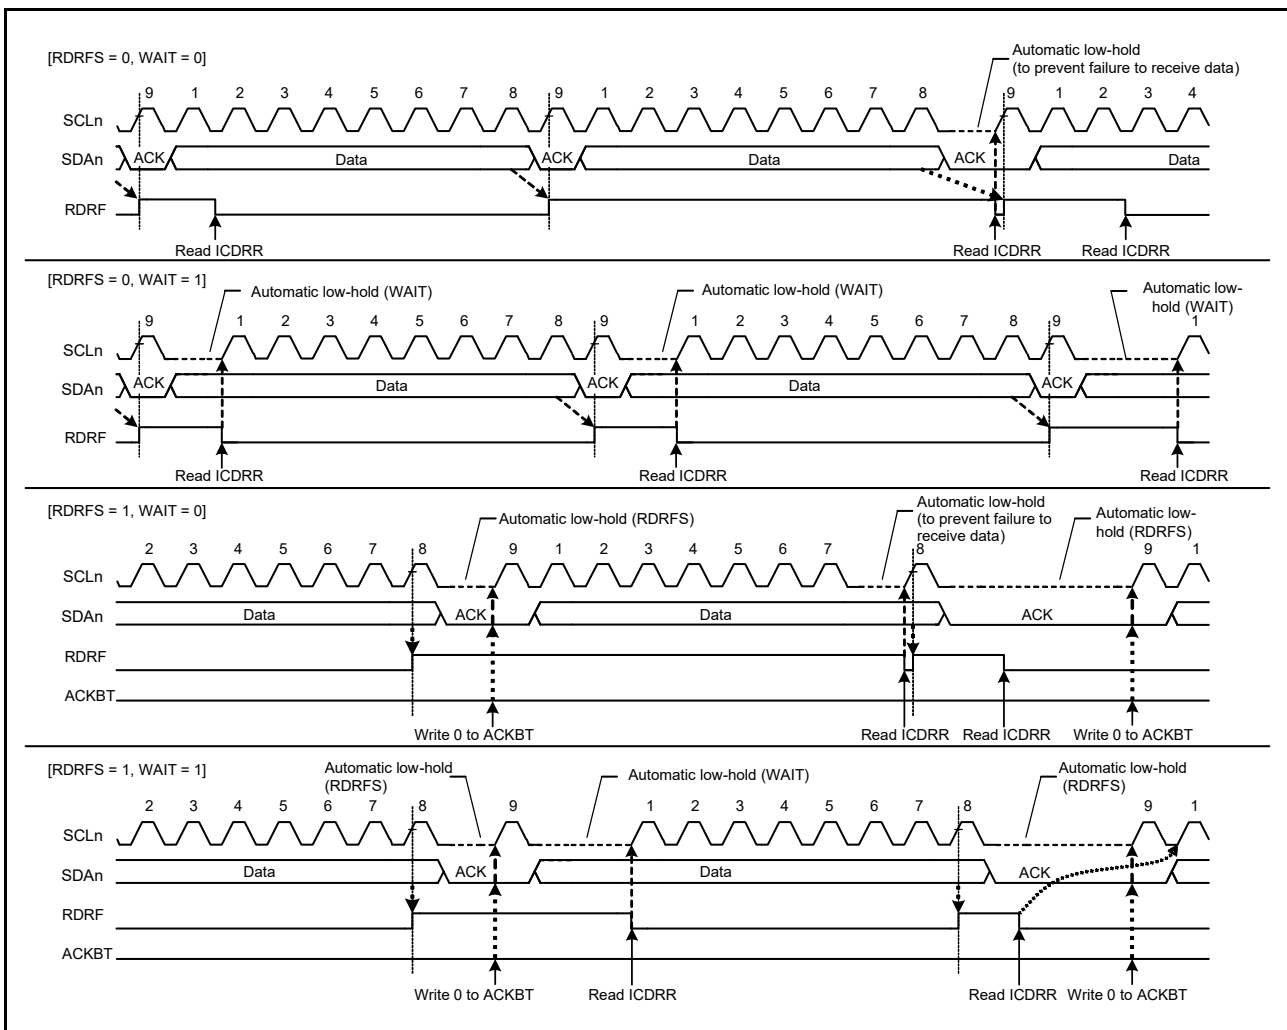 [RDRFS = 0, WAIT = 0]
Automatic low-hold
(to prevent failure to receive data)
9 1 2 3 4 5 6 7 8 9 1 2 3 4 5 6 7 8 9 1 2 3 4
SCLn
SDAn ACK Data ACK Data ACK Data
RDRF
Read ICDRR Read ICDRR Read ICDRR
[RDRFS = 0, WAIT = 1]
Automatic low-hold (WAIT) Automatic low-hold (WAIT) Automatic low-
hold (WAIT)
9 1 2 3 4 5 6 7 8 9 1 2 3 4 5 6 7 8 9 1
SCLn
SDAn ACK Data ACK Data ACK
RDRF
Read ICDRR Read ICDRR Read ICDRR
[RDRFS = 1, WAIT = 0]
Automatic low-hold (RDRFS)
Automatic low-hold
(to prevent failure to
receive data)
Automatic low-
hold (RDRFS)
2 3 4 5 6 7 8 9 1 2 3 4 5 6 7 8 9 1
SCLn
SDAn Data ACK Data ACK
RDRF
ACKBT
Write 0 to ACKBT Read ICDRR Read ICDRR Write 0 to ACKBT
[RDRFS = 1, WAIT = 1]
Automatic low-hold
(RDRFS)
Automatic low-hold (WAIT)
Automatic low-hold
(RDRFS)
2 3 4 5 6 7 8 9 1 2 3 4 5 6 7 8 9 1
SCLn
SDAn Data ACK Data ACK
RDRF
ACKBT
Write 0 to ACKBT Read ICDRR Read ICDRR Write 0 to ACKBT